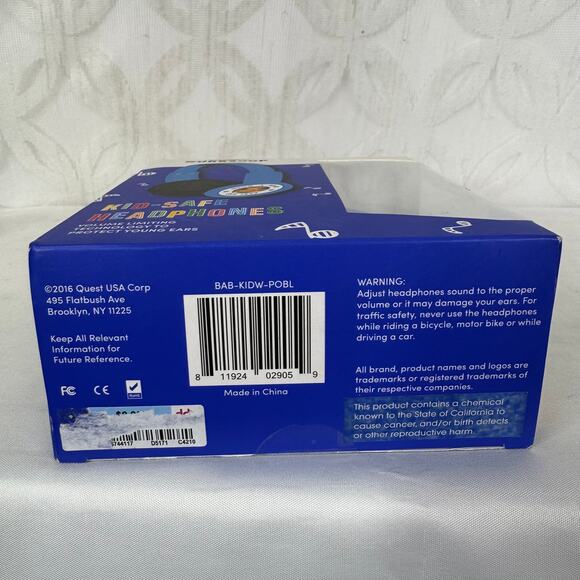 KID-SAFE
HEADPHONES
VOLUME LIMITING
TECHNOLOGY TO
PROTECT YOUNG EARS
©2016 Quest USA Corp
495 Flatbush Ave
Brooklyn, NY 11225
Keep All Relevant
Information for
Future Reference.
FC CE RoHS
BAB-KIDW-POBL
8 11924 02905 9
Made in China
WARNING:
Adjust headphones sound to the proper
volume or it may damage your ears. For
traffic safety, never use the headphones
while riding a bicycle, motor bike or while
driving a car.
All brand, product names and logos are
trademarks or registered trademarks of
their respective companies.
This product contains a chemical
known to the State of California to
cause cancer, and/or birth defects
or other reproductive harm.
D5171 C4210